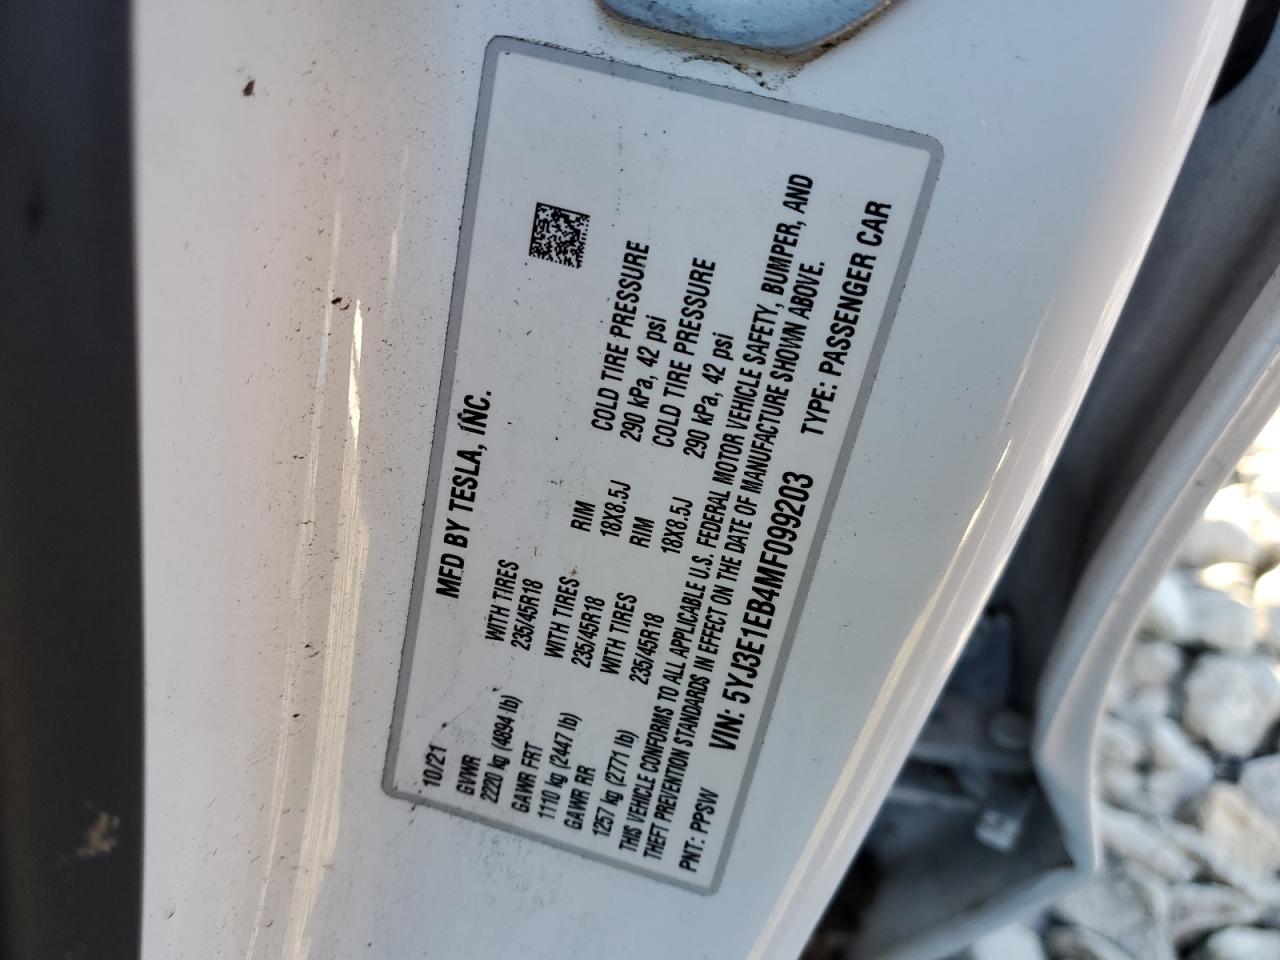 MFD BY TESLA, INC.
10/21
GVWR
2220 kg (4894 lb)
GAWR FRT WITH TIRES RIM COLD TIRE PRESSURE
1110 kg (2447 lb) 235/45R18 18X8.5J 290 kPa, 42 psi
GAWR RR WITH TIRES RIM COLD TIRE PRESSURE
1257 kg (2771 lb) 235/45R18 18X8.5J 290 kPa, 42 psi
WITH TIRES
235/45R18
THIS VEHICLE CONFORMS TO ALL APPLICABLE U.S. FEDERAL MOTOR VEHICLE SAFETY, BUMPER, AND
THEFT PREVENTION STANDARDS IN EFFECT ON THE DATE OF MANUFACTURE SHOWN ABOVE.
PNT: PPSW VIN: 5YJ3E1EB4MF099203 TYPE: PASSENGER CAR